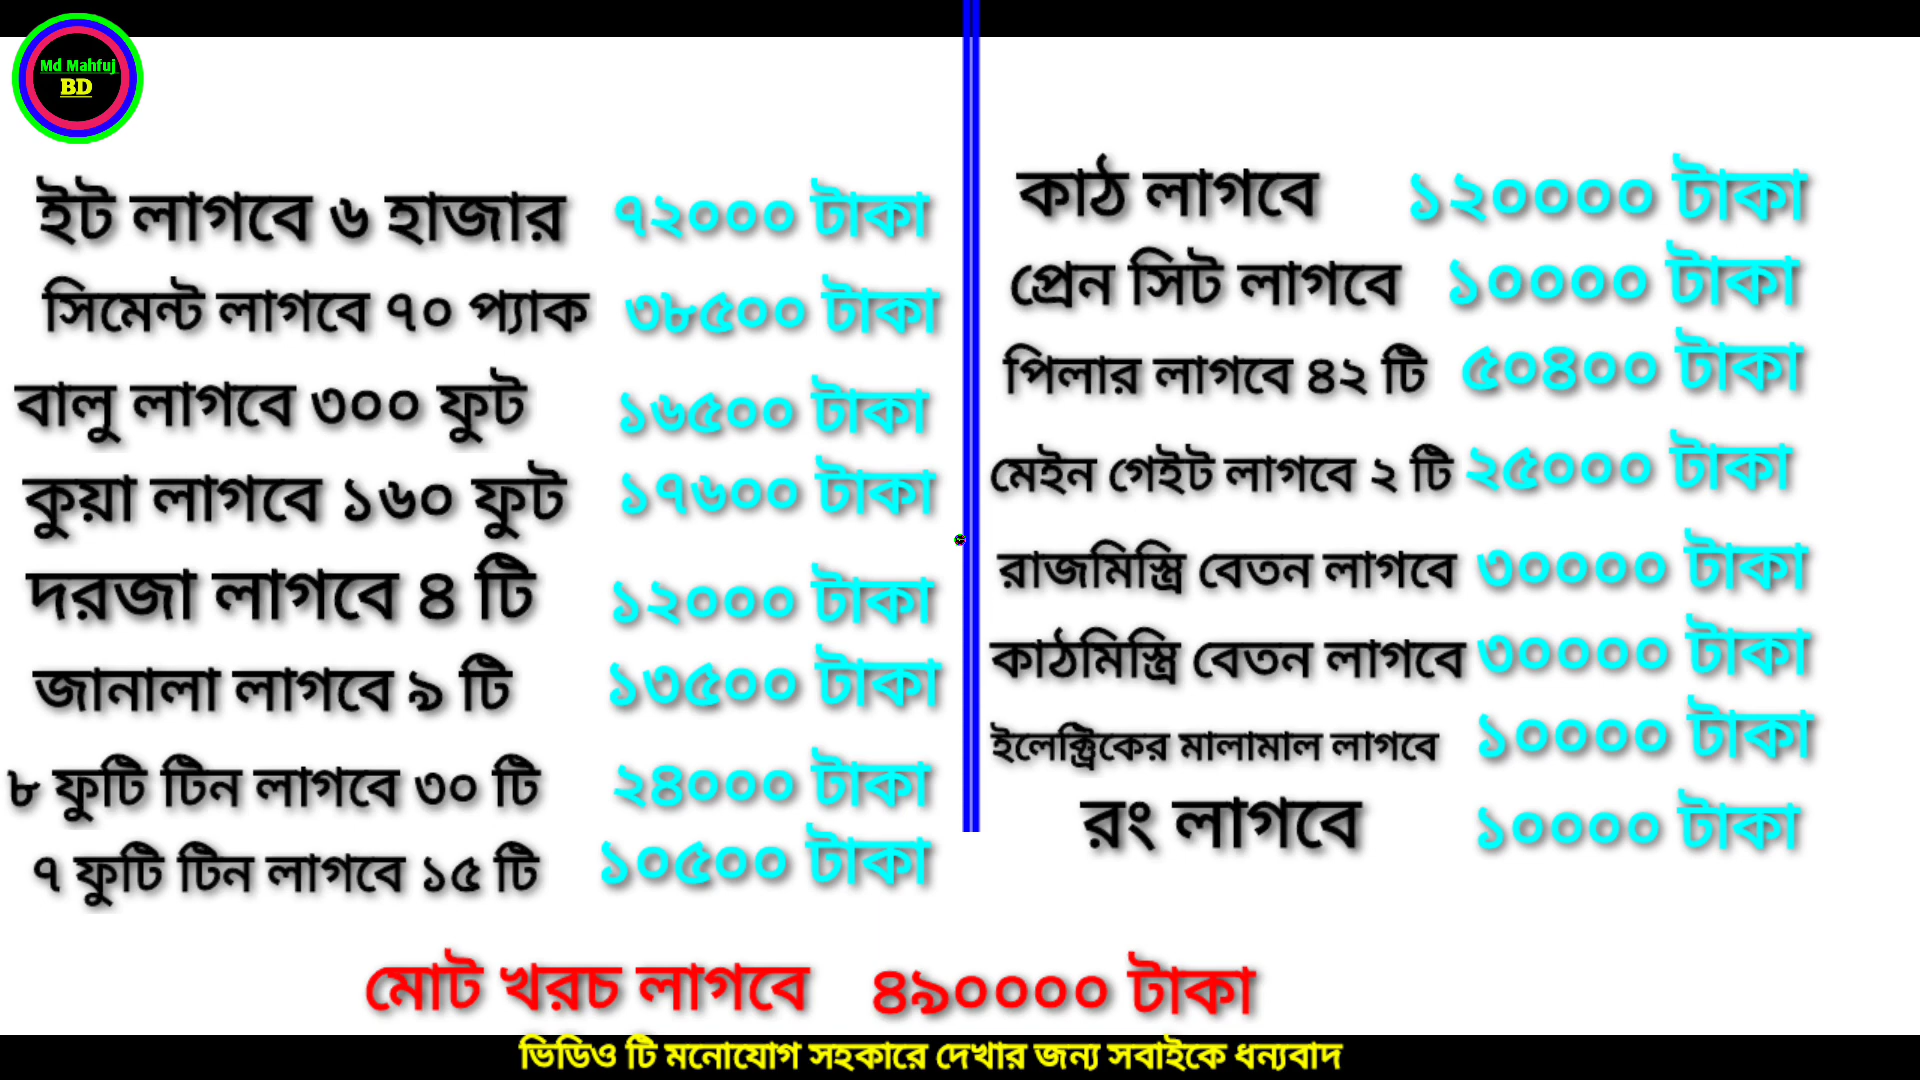 Md Mahfuj
BD
ইট লাগবে ৬ হাজার ৭২০০০ টাকা
সিমেন্ট লাগবে ৭০ প্যাক ৩৮৫০০ টাকা
বালু লাগবে ৩০০ ফুট ১৬৫০০ টাকা
কুয়া লাগবে ১৬০ ফুট ১৭৬০০ টাকা
দরজা লাগবে ৪ টি ১২০০০ টাকা
জানালা লাগবে ৯ টি ১৩৫০০ টাকা
৮ ফুটি টিন লাগবে ৩০ টি ২৪০০০ টাকা
৭ ফুটি টিন লাগবে ১৫ টি ১০৫০০ টাকা
কাঠ লাগবে ১২০০০০ টাকা
প্রেন সিট লাগবে ১০০০০ টাকা
পিলার লাগবে ৪২ টি ৫০৪০০ টাকা
মেইন গেইট লাগবে ২ টি ২৫০০০ টাকা
রাজমিস্ত্রি বেতন লাগবে ৩০০০০ টাকা
কাঠমিস্ত্রি বেতন লাগবে ৩০০০০ টাকা
ইলেক্ট্রিকের মালামাল লাগবে ১০০০০ টাকা
রং লাগবে ১০০০০ টাকা
মোট খরচ লাগবে ৪৯০০০০ টাকা
ভিডিও টি মনোযোগ সহকারে দেখার জন্য সবাইকে ধন্যবাদ